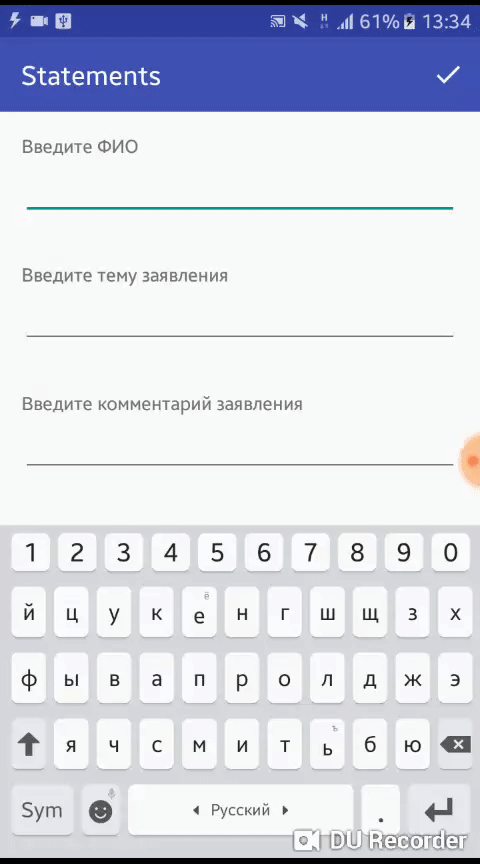 61% 13:34
Statements
Введите ФИО
Введите тему заявления
Введите комментарий заявления
1 2 3 4 5 6 7 8 9 0
й ц у к е ё н г ш щ з х
ф ы в а п р о л д ж э
я ч с м и т ь ъ б ю
Sym Русский .
DU Recorder